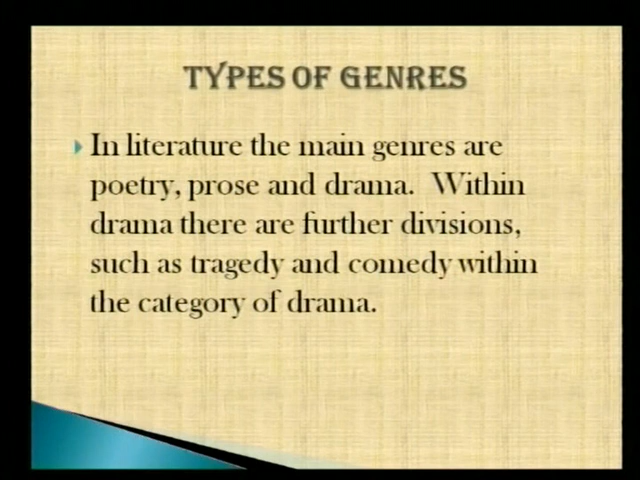 TYPES OF GENRES
In literature the main genres are
poetry, prose and drama. Within
drama there are further divisions,
such as tragedy and comedy within
the category of drama.